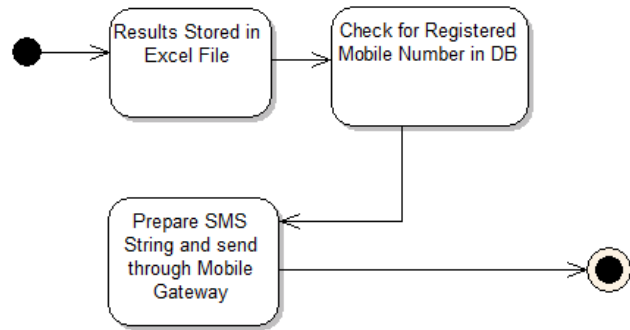 Results Stored in
Excel File
Check for Registered
Mobile Number in DB
Prepare SMS
String and send
through Mobile
Gateway